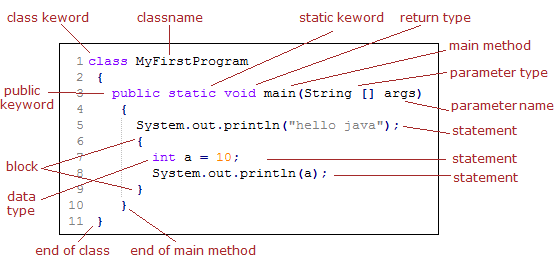 class keword classname static keword return type
main method
1 class MyFirstProgram
2 {
parameter type
public keyword
3 public static void main(String [] args)
4 {
parameter name
5 System.out.println("hello java");
statement
6 {
block
7 int a = 10;
statement
8 System.out.println(a);
statement
data type
9 }
10 }
11 }
end of class end of main method